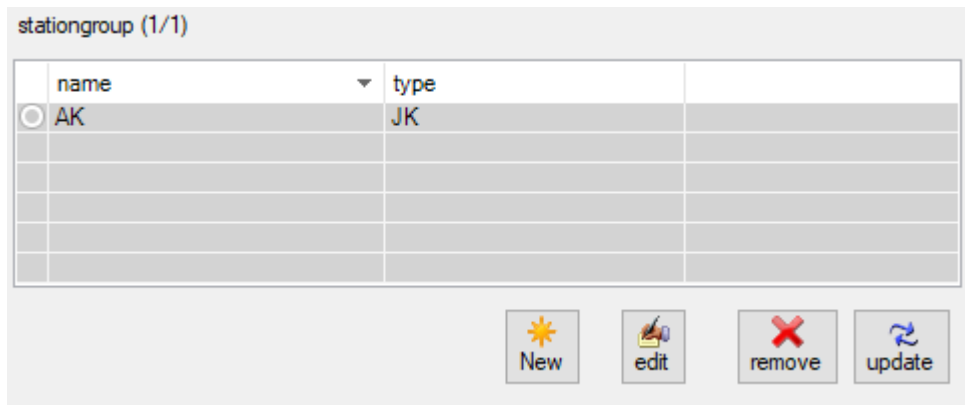 stationgroup (1/1)
name type
AK JK
New edit remove update